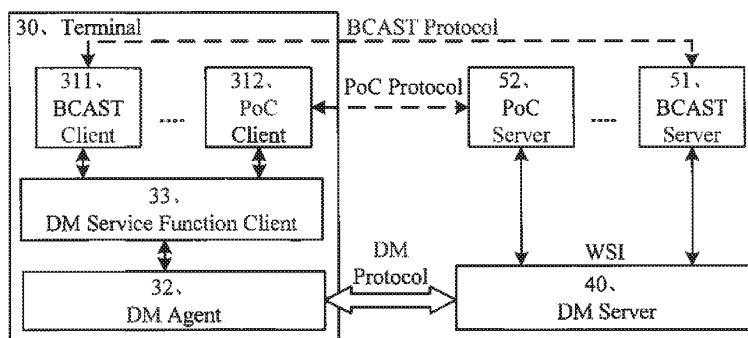 30、Terminal
BCAST Protocol
311、
BCAST
Client
....
312、
PoC
Client
PoC Protocol
52、
PoC
Server
....
51、
BCAST
Server
33、
DM Service Function Client
DM
Protocol
WSI
32、
DM Agent
40、
DM Server